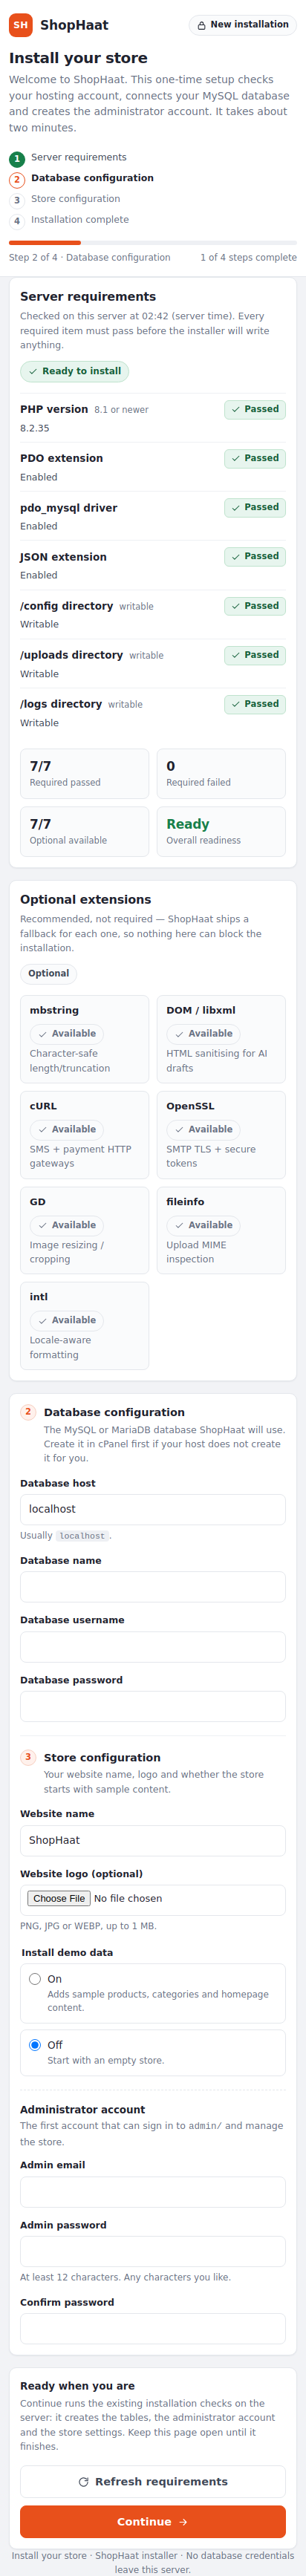 SH ShopHaat New installation
Install your store
Welcome to ShopHaat. This one-time setup checks
your hosting account, connects your MySQL database
and creates the administrator account. It takes about
two minutes.
1 Server requirements
2 Database configuration
3 Store configuration
4 Installation complete
Step 2 of 4 · Database configuration 1 of 4 steps complete
Server requirements
Checked on this server at 02:42 (server time). Every
required item must pass before the installer will write
anything.
Ready to install
PHP version 8.1 or newer Passed
8.2.35
PDO extension Passed
Enabled
pdo_mysql driver Passed
Enabled
JSON extension Passed
Enabled
/config directory writable Passed
Writable
/uploads directory writable Passed
Writable
/logs directory writable Passed
Writable
7/7 0
Required passed Required failed
7/7 Ready
Optional available Overall readiness
Optional extensions
Recommended, not required — ShopHaat ships a
fallback for each one, so nothing here can block the
installation.
Optional
mbstring DOM / libxml
Available Available
Character-safe HTML sanitising for AI
length/truncation drafts
cURL OpenSSL
Available Available
SMS + payment HTTP SMTP TLS + secure
gateways tokens
GD fileinfo
Available Available
Image resizing / Upload MIME
cropping inspection
intl
Available
Locale-aware
formatting
2 Database configuration
The MySQL or MariaDB database ShopHaat will use.
Create it in cPanel first if your host does not create
it for you.
Database host
localhost
Usually localhost.
Database name
Database username
Database password
3 Store configuration
Your website name, logo and whether the store
starts with sample content.
Website name
ShopHaat
Website logo (optional)
Choose File No file chosen
PNG, JPG or WEBP, up to 1 MB.
Install demo data
On
Adds sample products, categories and homepage
content.
Off
Start with an empty store.
Administrator account
The first account that can sign in to admin/ and manage
the store.
Admin email
Admin password
At least 12 characters. Any characters you like.
Confirm password
Ready when you are
Continue runs the existing installation checks on the
server: it creates the tables, the administrator account
and the store settings. Keep this page open until it
finishes.
Refresh requirements
Continue →
Install your store · ShopHaat installer · No database credentials
leave this server.